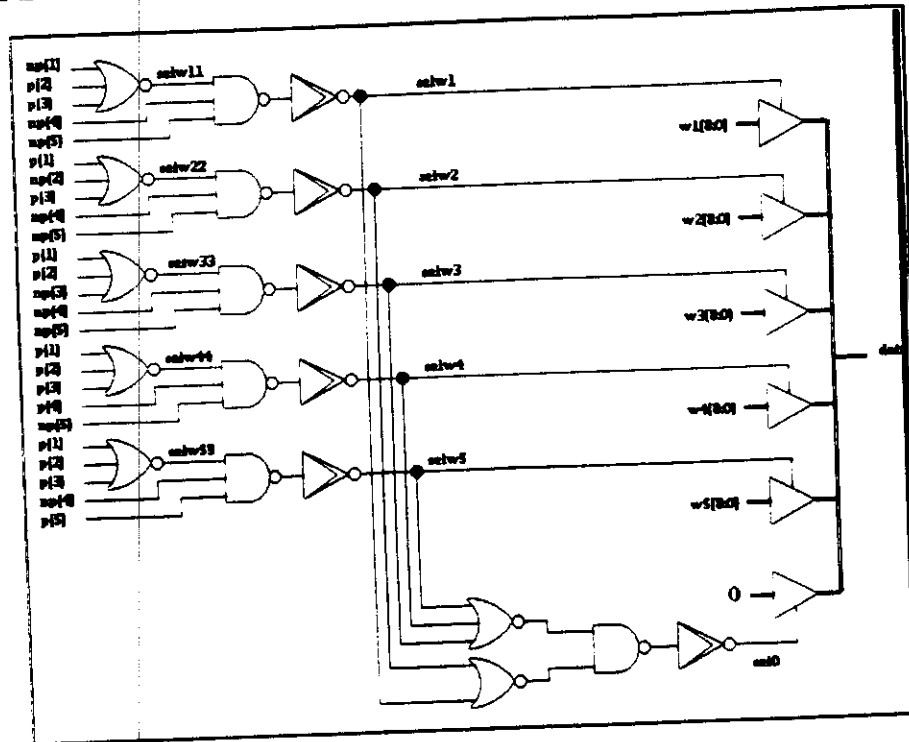 np[1]
selw11
selw1
p[2]
p[3]
w1[8:0]
np[4]
np[5]
p[1]
selw22
selw2
np[2]
p[3]
w2[8:0]
np[4]
np[5]
p[1]
selw33
selw3
p[2]
np[3]
w3[8:0]
np[4]
np[5]
p[1]
selw44
selw4
p[2]
p[3]
w4[8:0]
p[4]
np[5]
p[1]
selw55
selw5
p[2]
p[3]
w5[8:0]
np[4]
p[5]
0
sel0